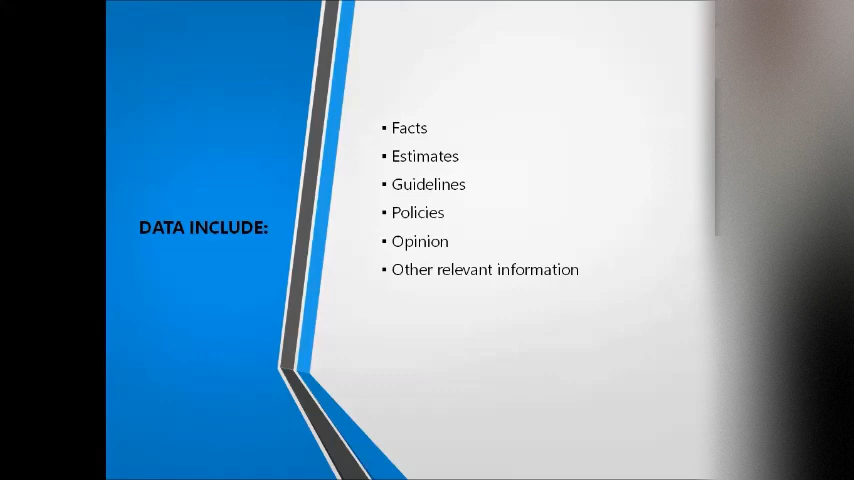 DATA INCLUDE:
▪ Facts
▪ Estimates
▪ Guidelines
▪ Policies
▪ Opinion
▪ Other relevant information